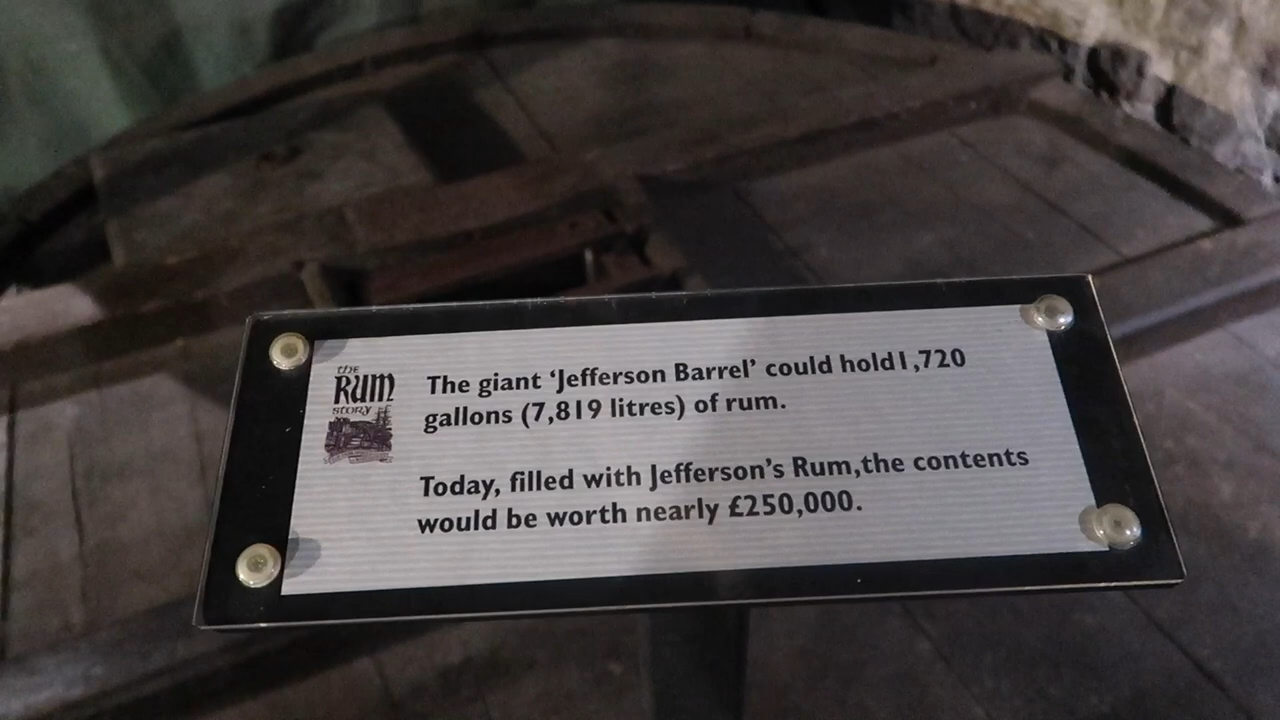 the
Rum
story
The giant ‘Jefferson Barrel’ could hold1,720
gallons (7,819 litres) of rum.
Today, filled with Jefferson’s Rum,the contents
would be worth nearly £250,000.